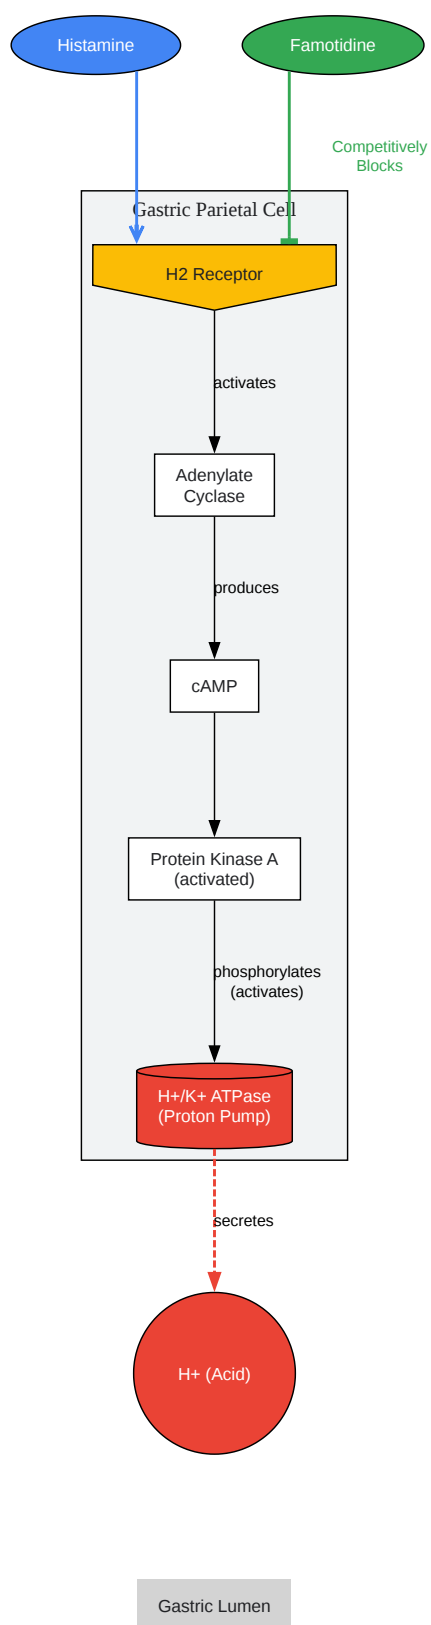 Histamine
Famotidine
Competitively
Blocks
Gastric Parietal Cell
H2 Receptor
activates
Adenylate
Cyclase
produces
cAMP
Protein Kinase A
(activated)
phosphorylates
(activates)
H+/K+ ATPase
(Proton Pump)
secretes
H+ (Acid)
Gastric Lumen